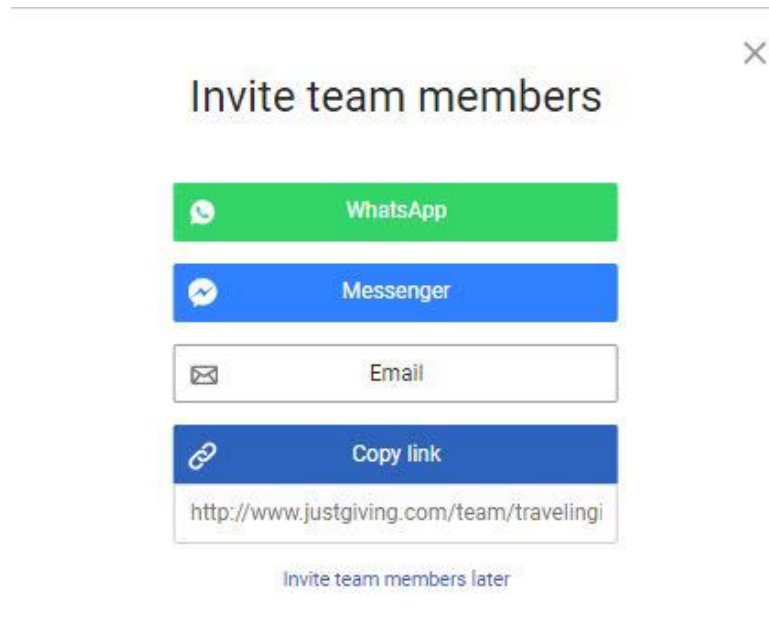 Invite team members
WhatsApp
Messenger
Email
Copy link
http://www.justgiving.com/team/travelingi
Invite team members later